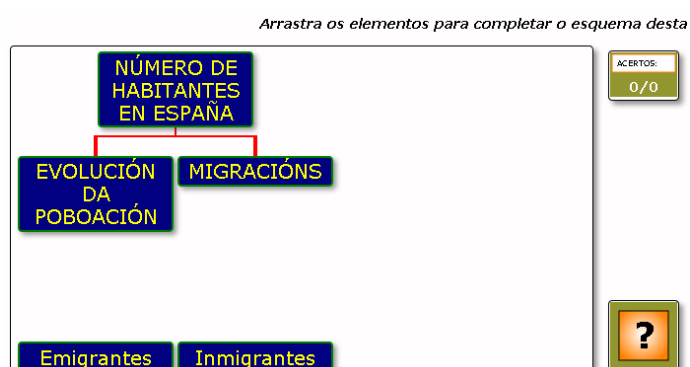 Arrastra os elementos para completar o esquema desta
NÚMERO DE
HABITANTES
EN ESPAÑA
ACERTOS:
0/0
EVOLUCIÓN
DA
POBOACIÓN
MIGRACIÓNS
?
Emigrantes
Inmigrantes